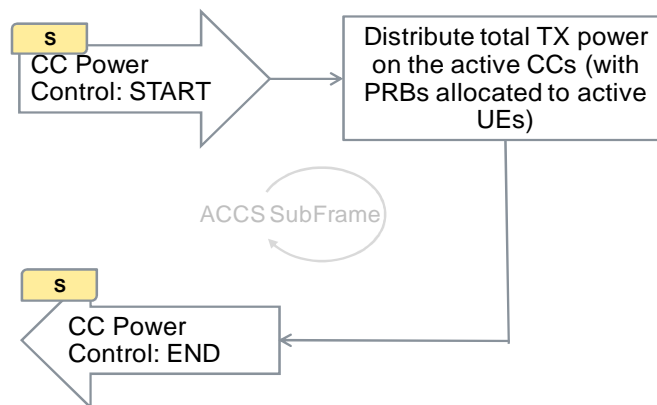 S
CC Power
Control: START
Distribute total TX power
on the active CCs (with
PRBs allocated to active
UEs)
ACCS SubFrame
S
CC Power
Control: END